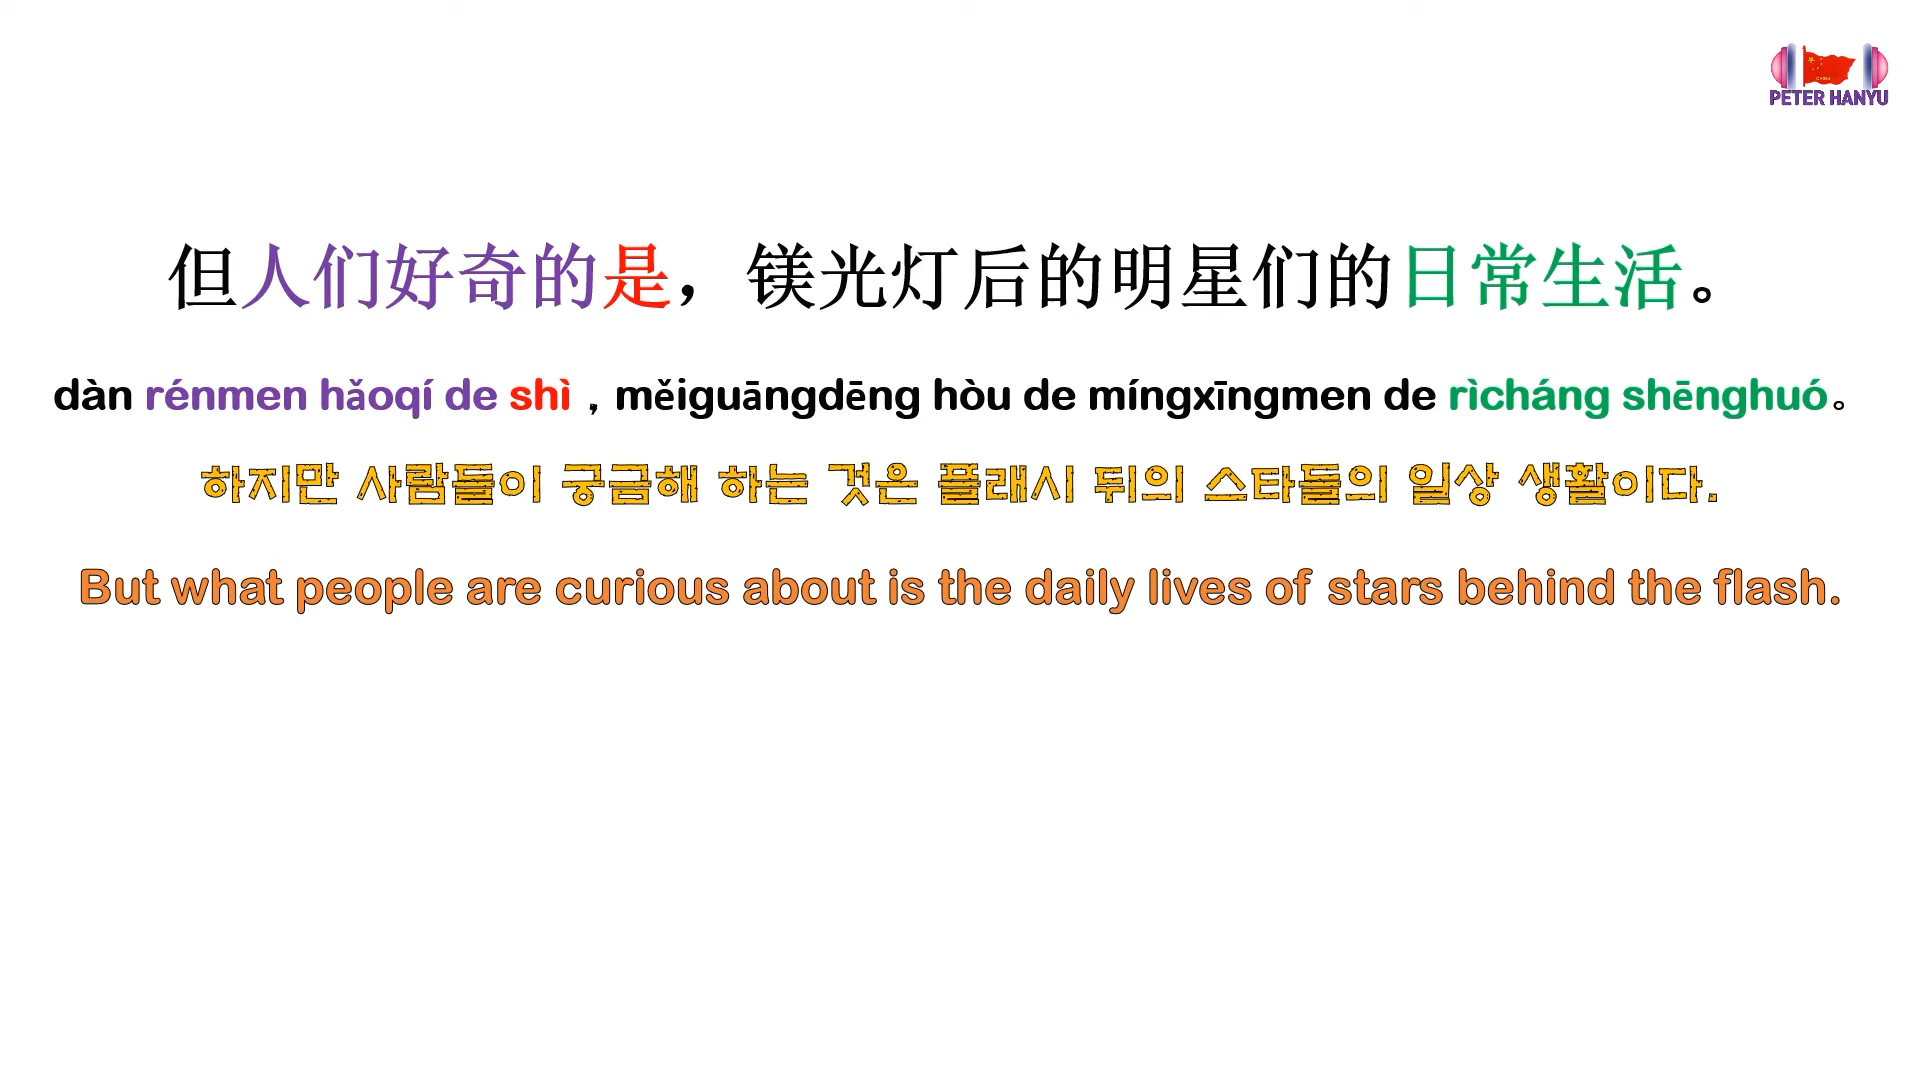 PETER HANYU
但人们好奇的是，镁光灯后的明星们的日常生活。
dàn rénmen hǎoqí de shì，měiguāngdēng hòu de míngxīngmen de rìcháng shēnghuó。
하지만 사람들이 궁금해 하는 것은 플래시 뒤의 스타들의 일상 생활이다.
But what people are curious about is the daily lives of stars behind the flash.